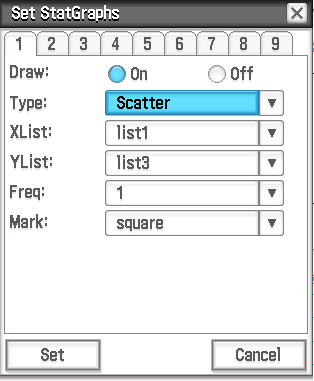 Set StatGraphs
1 2 3 4 5 6 7 8 9
Draw: On Off
Type: Scatter
XList: list1
YList: list3
Freq: 1
Mark: square
Set Cancel